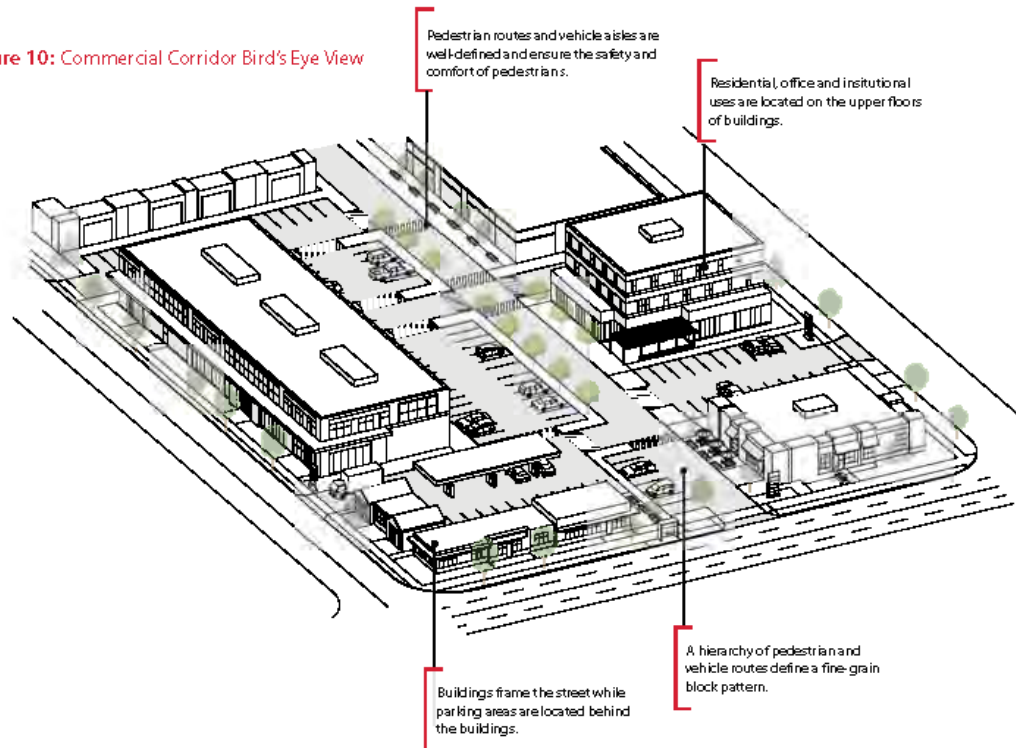 Pedestrian routes and vehicle aisles are
well-defined and ensure the safety and
comfort of pedestrians.
ure 10: Commercial Corridor Bird's Eye View
Residential, office and insitutional
uses are located on the upper floors
of buildings.
A hierarchy of pedestrian and
vehicle routes define a fine-grain
block pattern.
Buildings frame the street while
parking areas are located behind
the buildings.